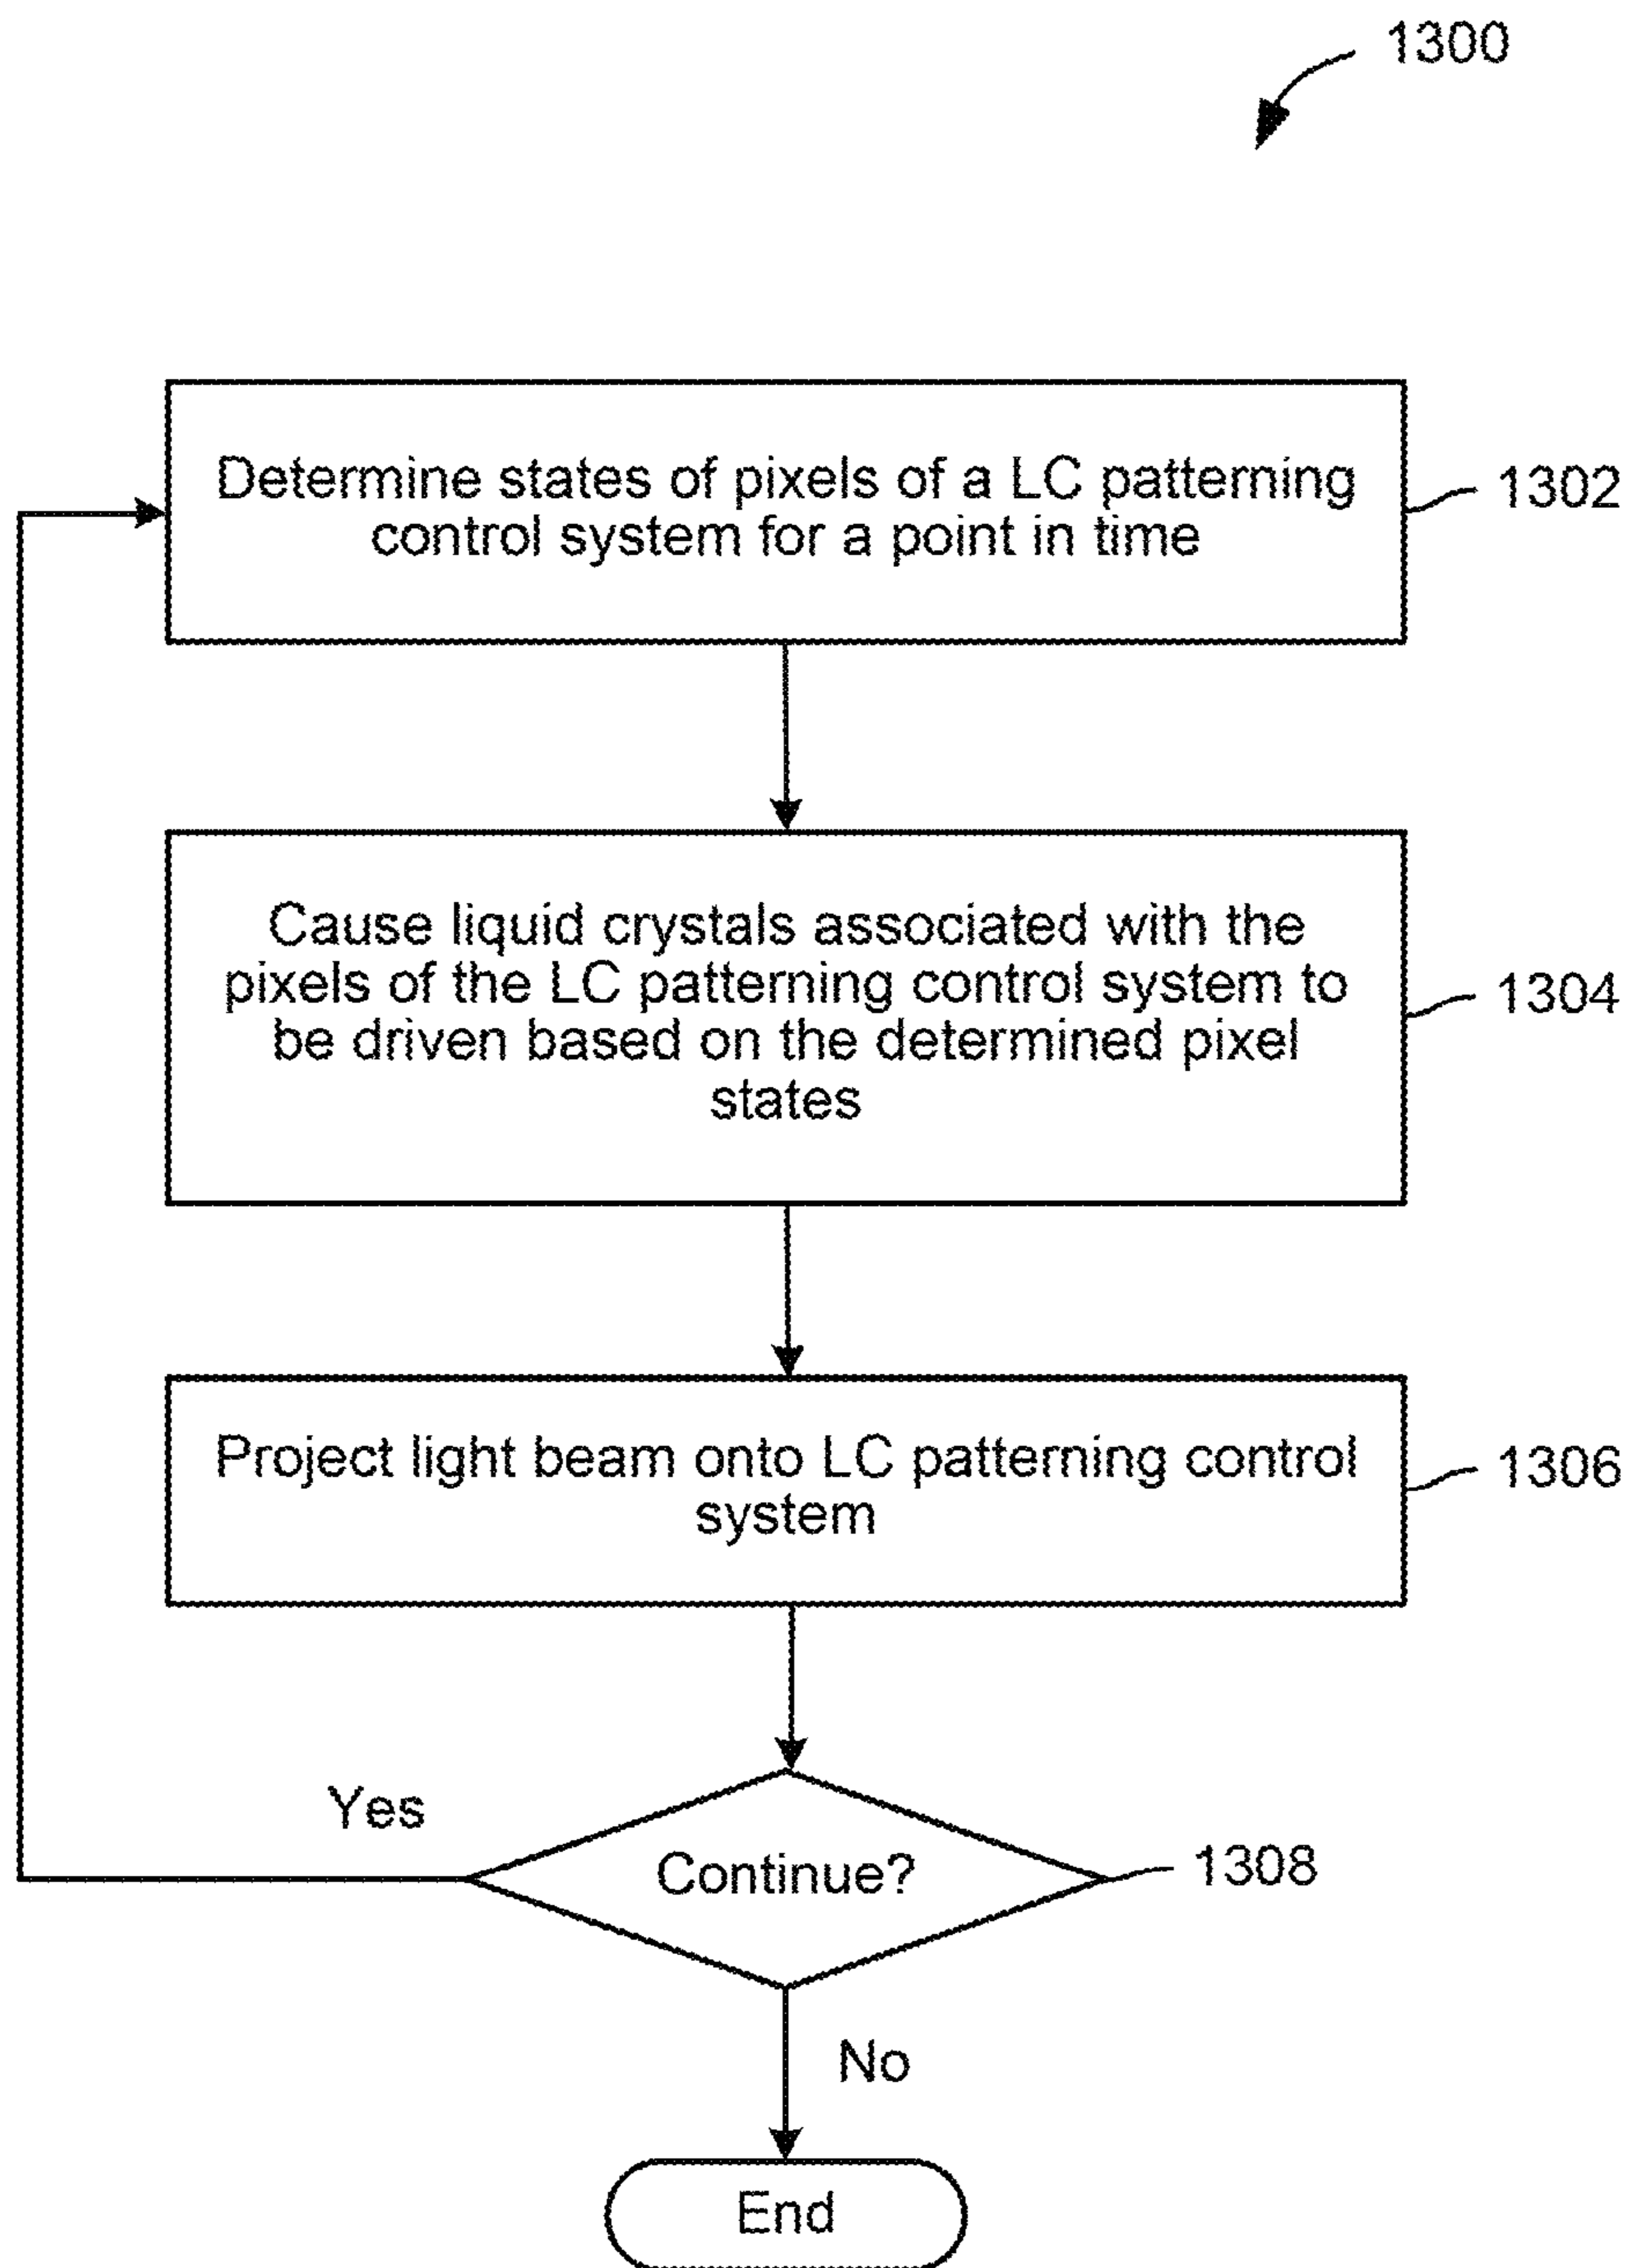 1300
Determine states of pixels of a LC patterning
control system for a point in time
1302
Cause liquid crystals associated with the
pixels of the LC patterning control system to
be driven based on the determined pixel
states
1304
Project light beam onto LC patterning control
system
1306
Yes
Continue?
1308
No
End